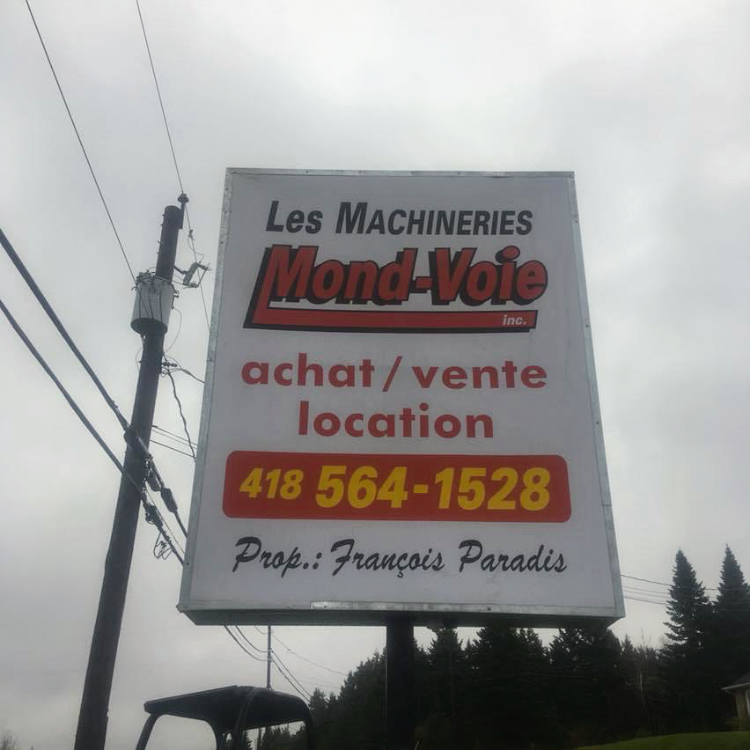 Les MACHINERIES
Mond-Voie
inc.
achat / vente
location
418 564-1528
Prop.: François Paradis